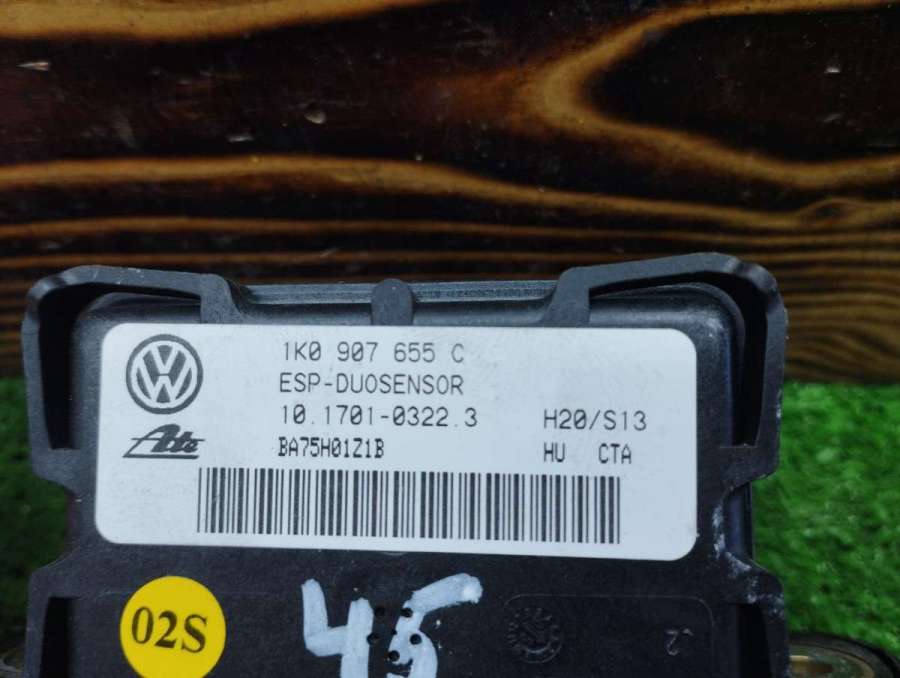 1K0 907 655 C
ESP-DUOSENSOR
10.1701-0322.3 H20/S13
Ate BA75H01Z1B HU CTA
02S
45